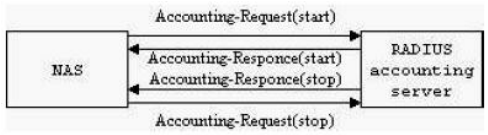 Accounting-Request(start)
NAS
Accounting-Responce(start)
Accounting-Responce(stop)
RADIUS
accounting
server
Accounting-Request(stop)